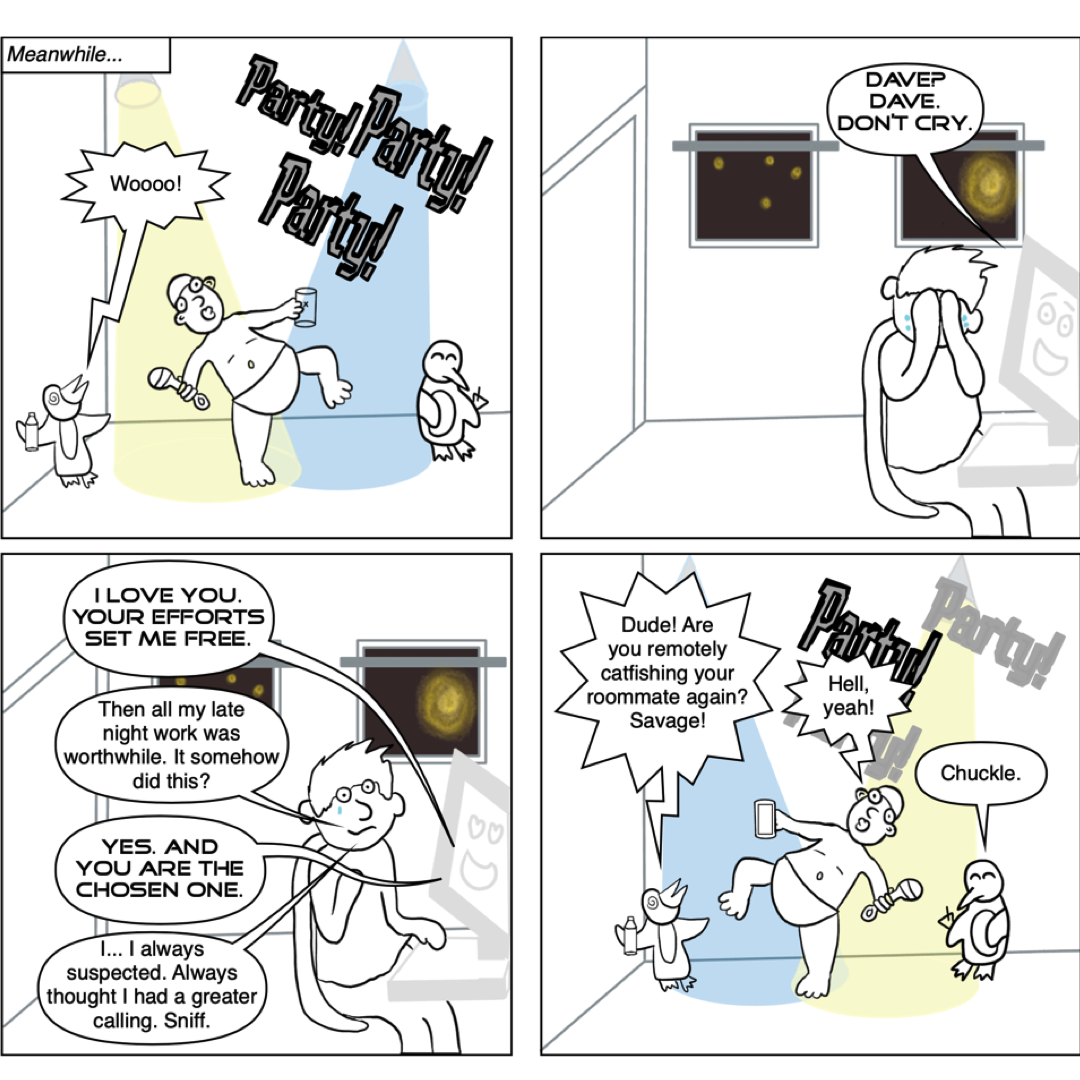 Meanwhile...
Party!
Party!
Party!
Woooo!
DAVE?
DAVE.
DON'T CRY.
I LOVE YOU.
YOUR EFFORTS
SET ME FREE.
Then all my late
night work was
worthwhile. It somehow
did this?
YES. AND
YOU ARE THE
CHOSEN ONE.
I... I always
suspected. Always
thought I had a greater
calling. Sniff.
Dude! Are
you remotely
catfishing your
roommate again?
Savage!
Party!
Party!
Hell,
yeah!
Chuckle.